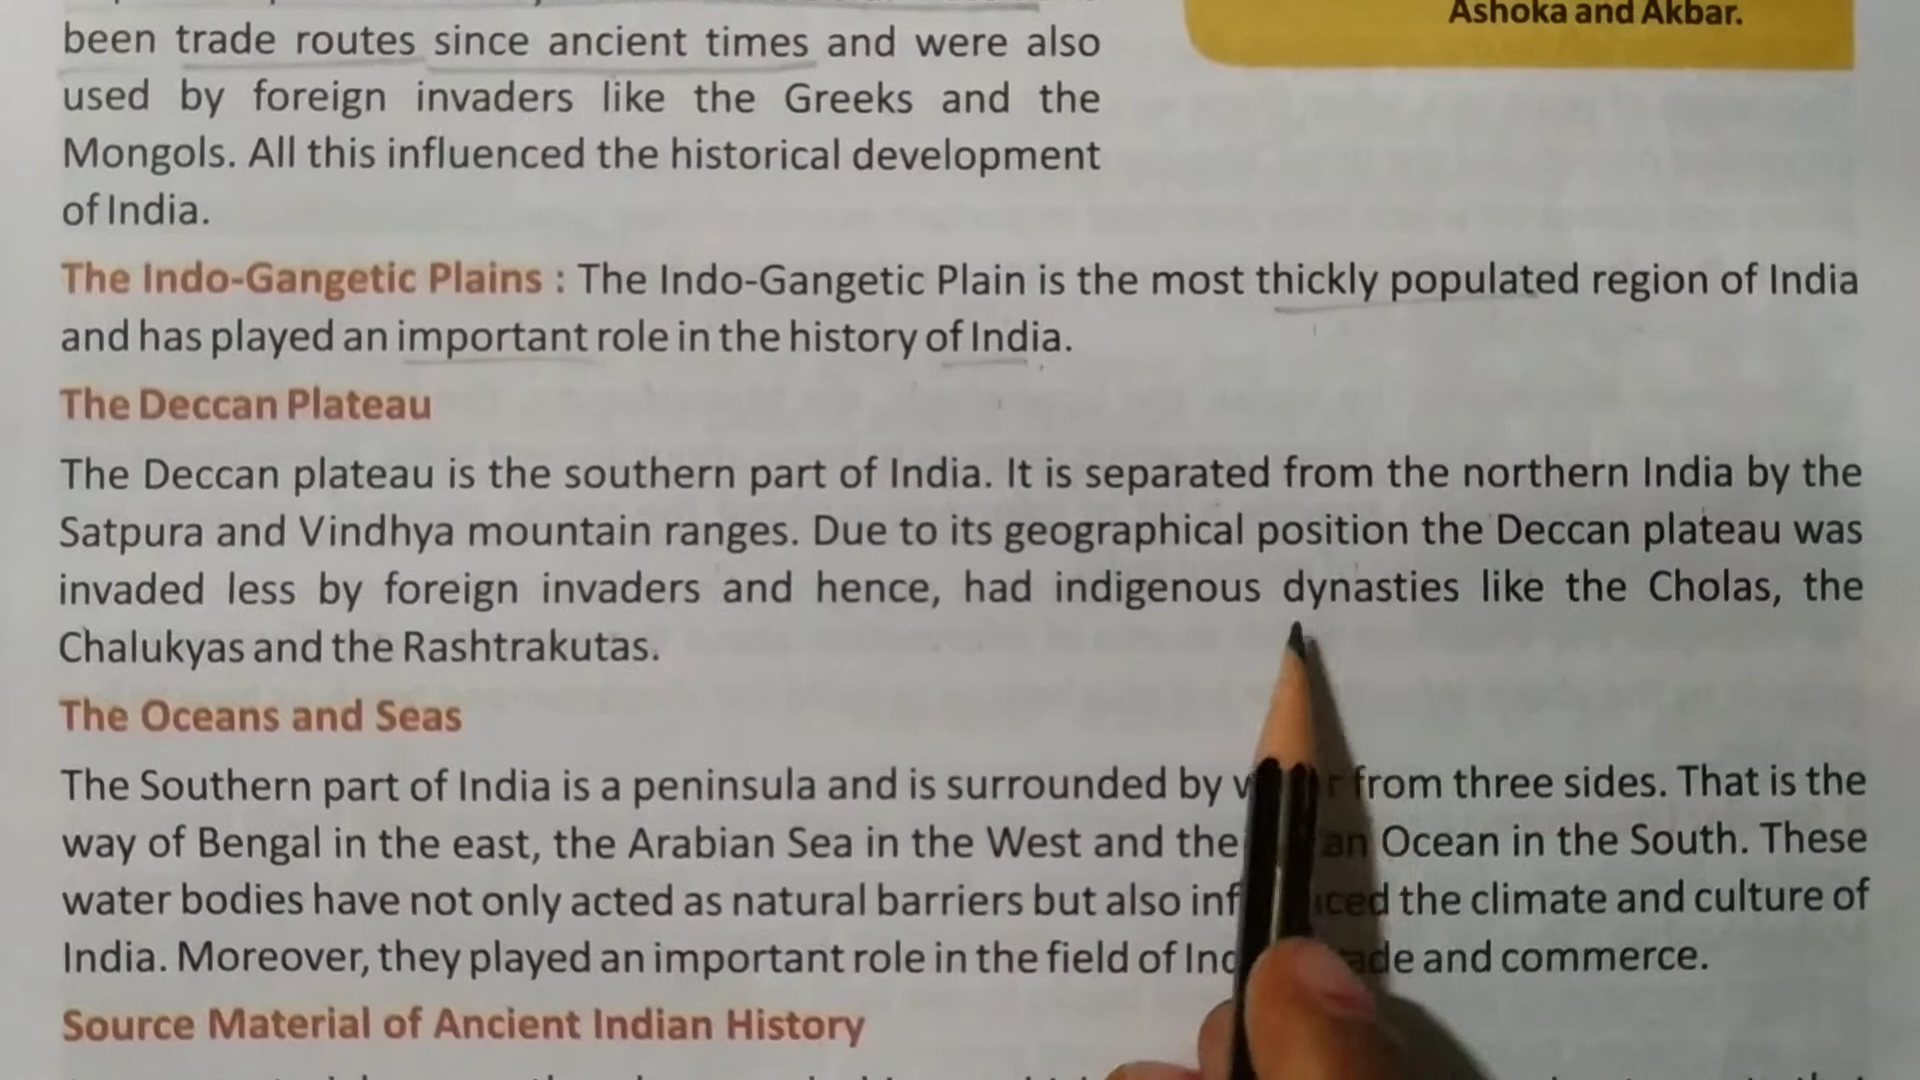 been trade routes since ancient times and were also
used by foreign invaders like the Greeks and the
Mongols. All this influenced the historical development
of India.
Ashoka and Akbar.
The Indo-Gangetic Plains : The Indo-Gangetic Plain is the most thickly populated region of India
and has played an important role in the history of India.
The Deccan Plateau
The Deccan plateau is the southern part of India. It is separated from the northern India by the
Satpura and Vindhya mountain ranges. Due to its geographical position the Deccan plateau was
invaded less by foreign invaders and hence, had indigenous dynasties like the Cholas, the
Chalukyas and the Rashtrakutas.
The Oceans and Seas
The Southern part of India is a peninsula and is surrounded by from three sides. That is the
way of Bengal in the east, the Arabian Sea in the West and the Ocean in the South. These
water bodies have not only acted as natural barriers but also the climate and culture of
India. Moreover, they played an important role in the field of and commerce.
Source Material of Ancient Indian History